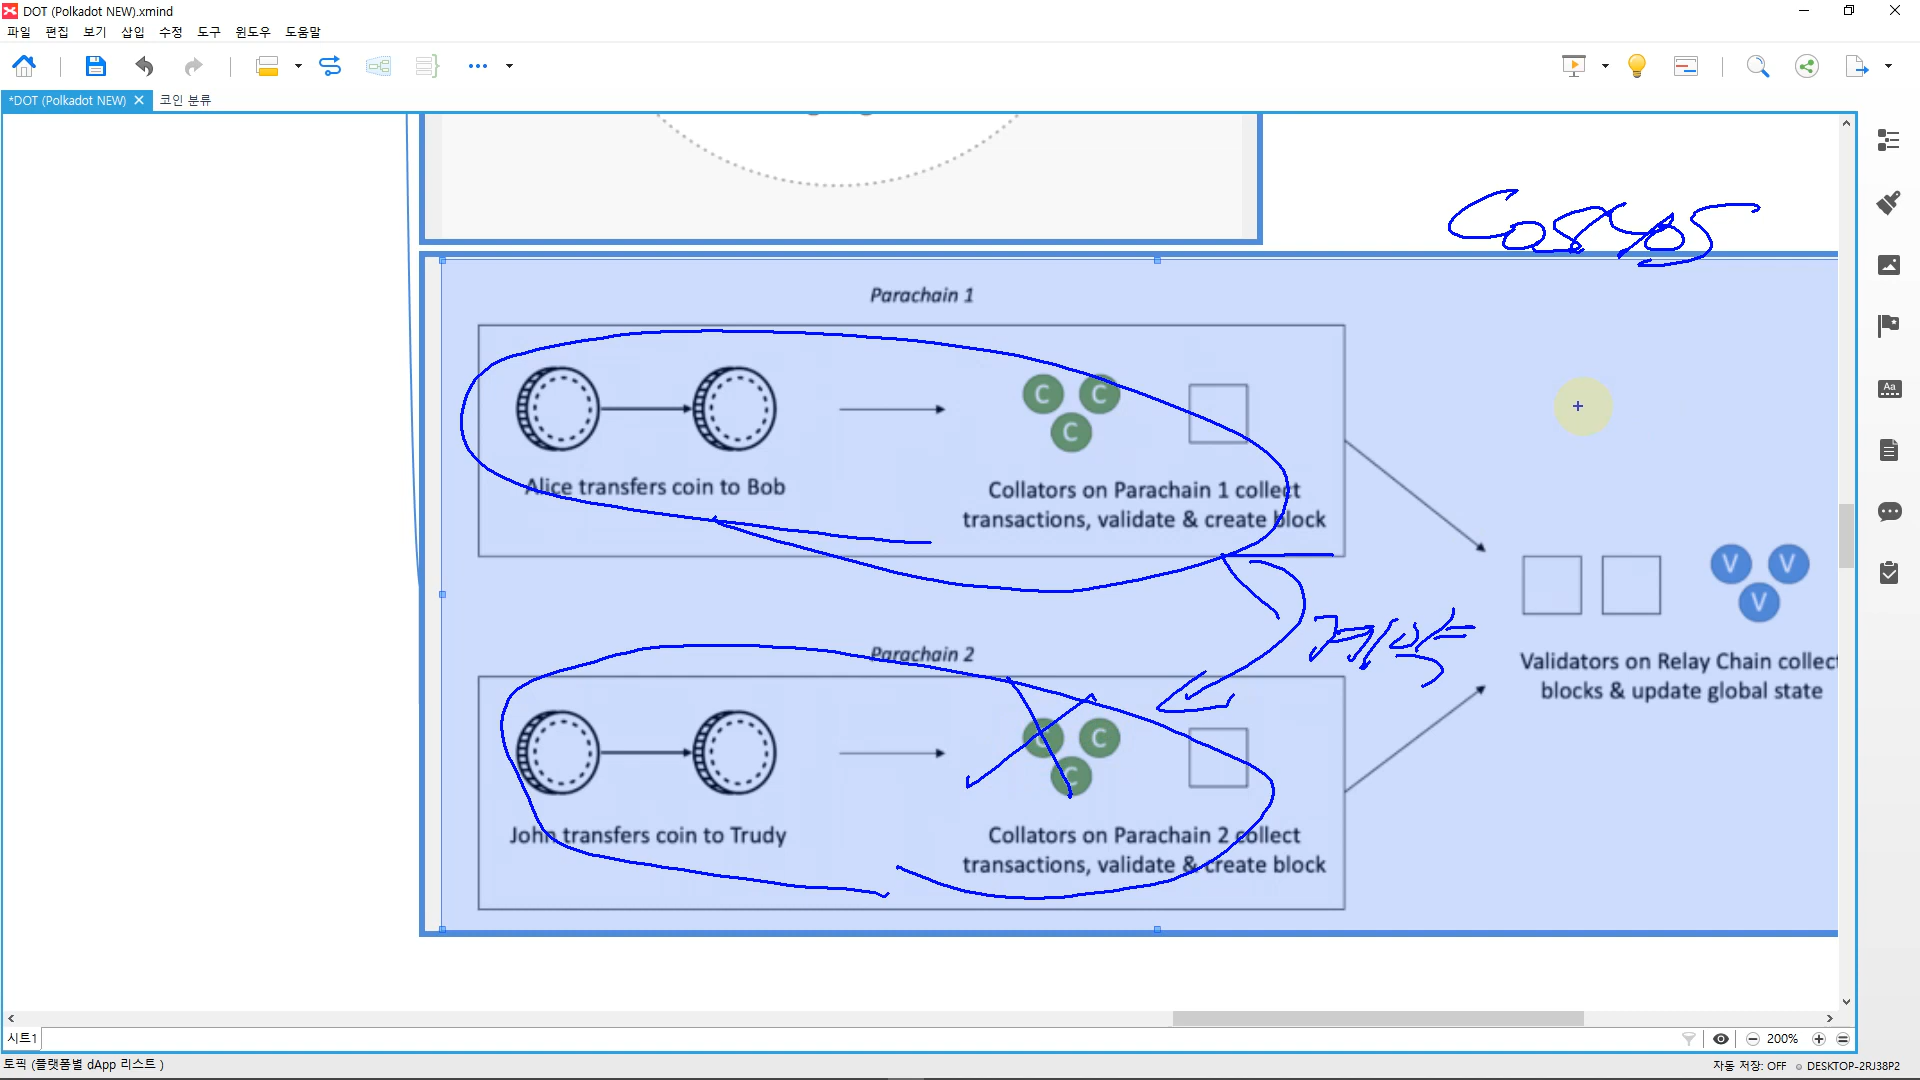 DOT (Polkadot NEW).xmind
파일 편집 보기 삽입 수정 도구 윈도우 도움말
*DOT (Polkadot NEW) 코인 분류
Cosmos
Parachain 1
C C
C
Alice transfers coin to Bob
Collators on Parachain 1 collect
transactions, validate & create block
V V
V
Validators on Relay Chain collect
blocks & update global state
Parachain 2
C C
C
John transfers coin to Trudy
Collators on Parachain 2 collect
transactions, validate & create block
Aa
시트1
200%
토픽 (플랫폼별 dApp 리스트 )
자동 저장: OFF DESKTOP-2RJ38P2